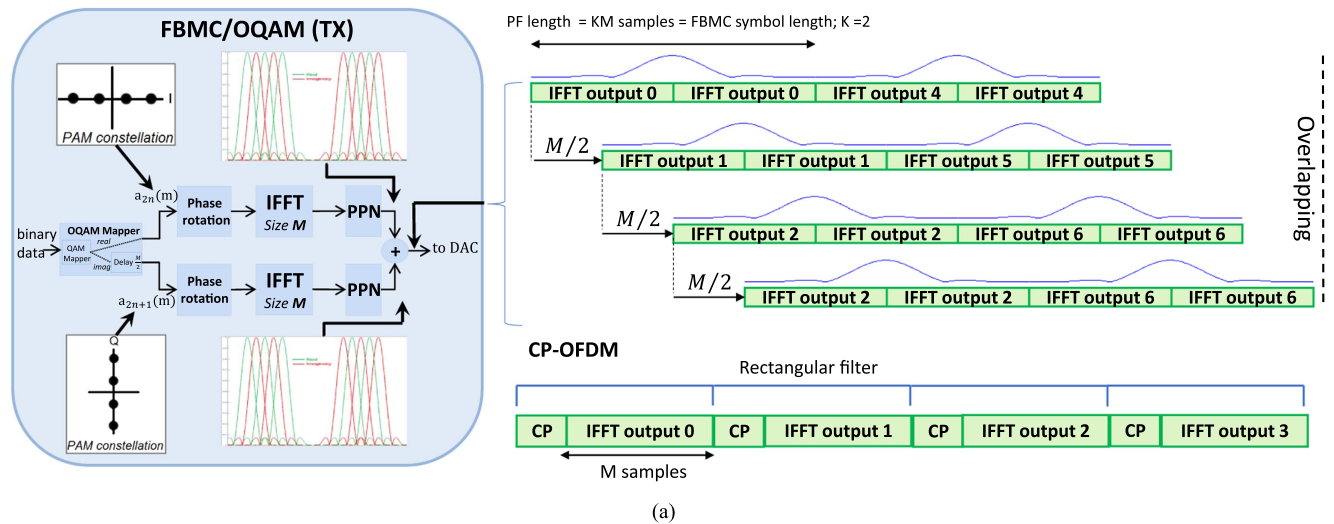 FBMC/OQAM (TX)
I
PAM constellation
a2n(m)
binary
data
OQAM Mapper
real
QAM
Mapper
imag
Delay M/2
a2n+1(m)
Q
PAM constellation
Phase
rotation
IFFT
Size M
PPN
Phase
rotation
IFFT
Size M
PPN
+
to DAC
PF length = KM samples = FBMC symbol length; K =2
IFFT output 0 IFFT output 0 IFFT output 4 IFFT output 4
M/2
IFFT output 1 IFFT output 1 IFFT output 5 IFFT output 5
M/2
IFFT output 2 IFFT output 2 IFFT output 6 IFFT output 6
M/2
IFFT output 2 IFFT output 2 IFFT output 6 IFFT output 6
Overlapping
CP-OFDM
Rectangular filter
CP IFFT output 0 CP IFFT output 1 CP IFFT output 2 CP IFFT output 3
M samples
(a)